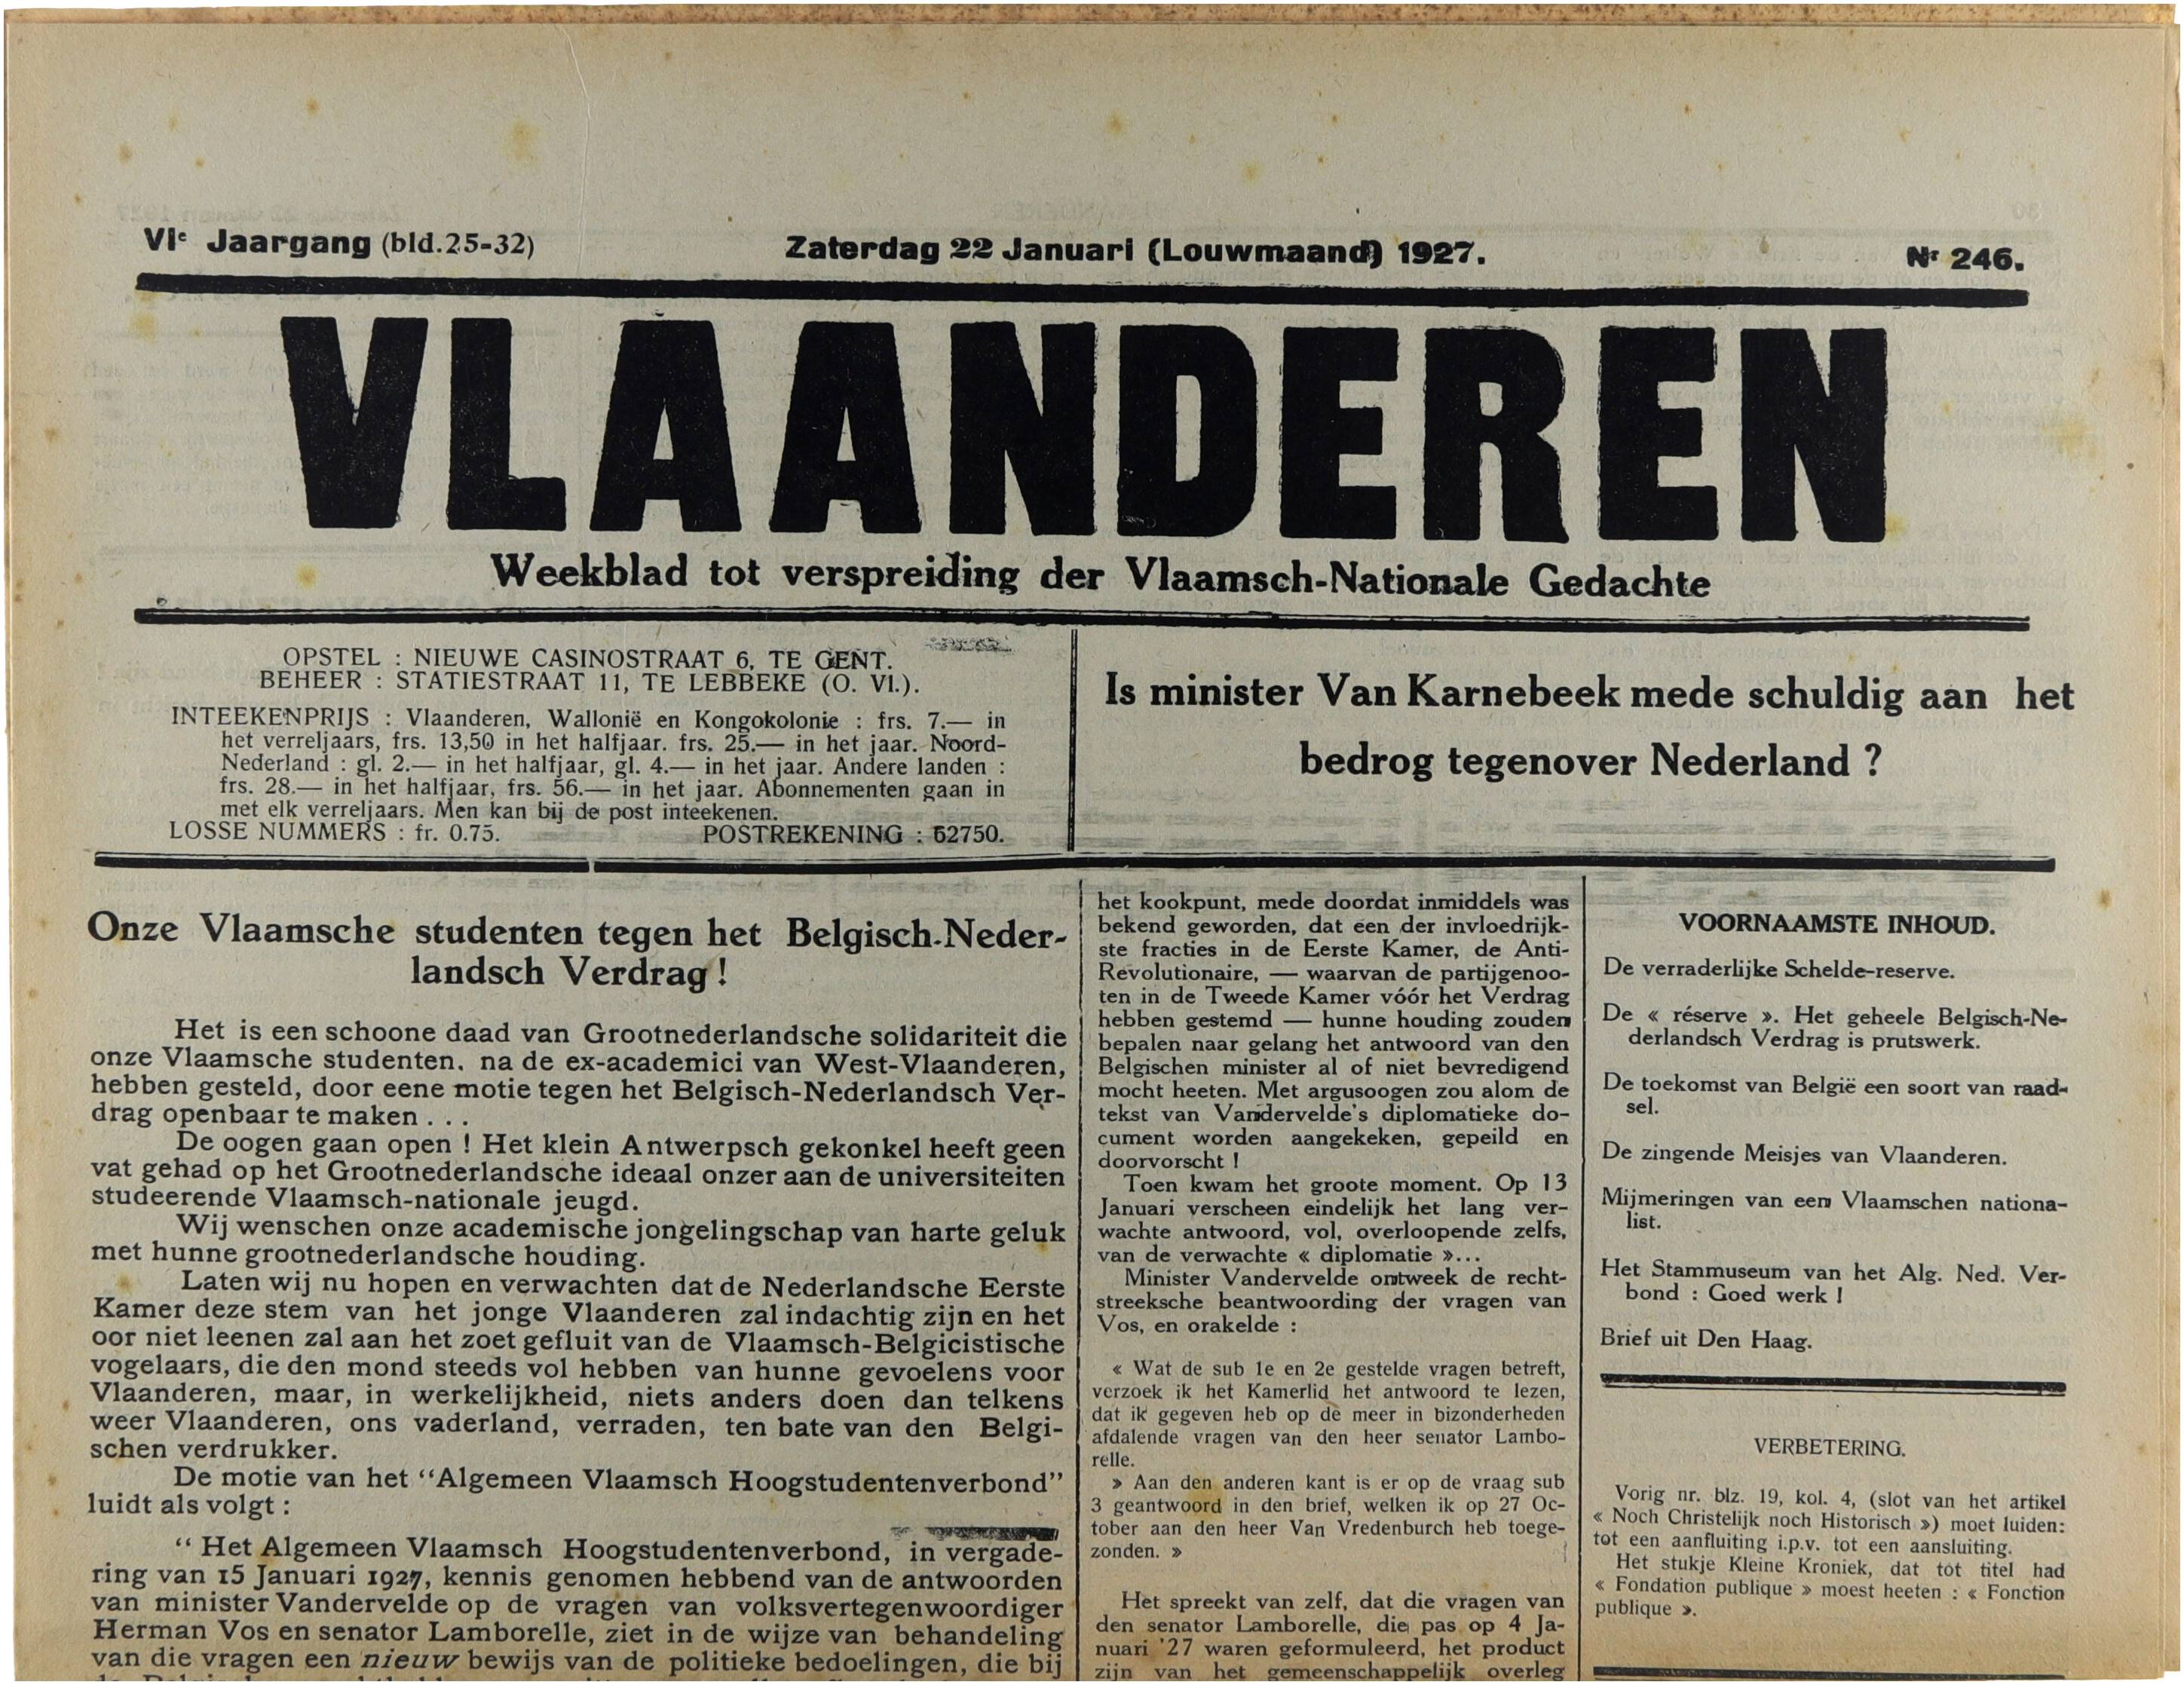 VIe Jaargang (bld.25-32)
Zaterdag 22 Januari (Louwmaand) 1927.
Nr 246.
VLAANDEREN
Weekblad tot verspreiding der Vlaamsch-Nationale Gedachte
OPSTEL : NIEUWE CASINOSTRAAT 6, TE GENT.
BEHEER : STATIESTRAAT 11, TE LEBBEKE (O. Vl.).
INTEEKENPRIJS : Vlaanderen, Wallonië en Kongokolonie : frs. 7.— in
het verreljaars, frs. 13,50 in het halfjaar. frs. 25.— in het jaar. Noord-
Nederland : gl. 2.— in het halfjaar, gl. 4.— in het jaar. Andere landen :
frs. 28.— in het halfjaar, frs. 56.— in het jaar. Abonnementen gaan in
met elk verreljaars. Men kan bij de post inteekenen.
LOSSE NUMMERS : fr. 0.75. POSTREKENING : 62750.
Is minister Van Karnebeek mede schuldig aan het
bedrog tegenover Nederland ?
Onze Vlaamsche studenten tegen het Belgisch-Neder-
landsch Verdrag !
Het is een schoone daad van Grootnederlandsche solidariteit die
onze Vlaamsche studenten, na de ex-academici van West-Vlaanderen,
hebben gesteld, door eene motie tegen het Belgisch-Nederlandsch Ver-
drag openbaar te maken . . .
De oogen gaan open ! Het klein Antwerpsch gekonkel heeft geen
vat gehad op het Grootnederlandsche ideaal onzer aan de universiteiten
studeerende Vlaamsch-nationale jeugd.
Wij wenschen onze academische jongelingschap van harte geluk
met hunne grootnederlandsche houding.
Laten wij nu hopen en verwachten dat de Nederlandsche Eerste
Kamer deze stem van het jonge Vlaanderen zal indachtig zijn en het
oor niet leenen zal aan het zoet gefluit van de Vlaamsch-Belgicistische
vogelaars, die den mond steeds vol hebben van hunne gevoelens voor
Vlaanderen, maar, in werkelijkheid, niets anders doen dan telkens
weer Vlaanderen, ons vaderland, verraden, ten bate van den Belgi-
schen verdrukker.
De motie van het “Algemeen Vlaamsch Hoogstudentenverbond”
luidt als volgt :
“ Het Algemeen Vlaamsch Hoogstudentenverbond, in vergade-
ring van 15 Januari 1927, kennis genomen hebbend van de antwoorden
van minister Vandervelde op de vragen van volksvertegenwoordiger
Herman Vos en senator Lamborelle, ziet in de wijze van behandeling
van die vragen een nieuw bewijs van de politieke bedoelingen, die bij
het kookpunt, mede doordat inmiddels was
bekend geworden, dat een der invloedrijk-
ste fracties in de Eerste Kamer, de Anti-
Revolutionaire, — waarvan de partijgenoo-
ten in de Tweede Kamer vóór het Verdrag
hebben gestemd — hunne houding zouden
bepalen naar gelang het antwoord van den
Belgischen minister al of niet bevredigend
mocht heeten. Met argusoogen zou alom de
tekst van Vandervelde's diplomatieke do-
cument worden aangekeken, gepeild en
doorvorscht !
Toen kwam het groote moment. Op 13
Januari verscheen eindelijk het lang ver-
wachte antwoord, vol, overloopende zelfs,
van de verwachte « diplomatie »...
Minister Vandervelde ontweek de recht-
streeksche beantwoording der vragen van
Vos, en orakelde :
« Wat de sub 1e en 2e gestelde vragen betreft,
verzoek ik het Kamerlid het antwoord te lezen,
dat ik gegeven heb op de meer in bizonderheden
afdalende vragen van den heer senator Lambo-
relle.
» Aan den anderen kant is er op de vraag sub
3 geantwoord in den brief, welken ik op 27 Oc-
tober aan den heer Van Vredenburch heb toege-
zonden. »
Het spreekt van zelf, dat die vragen van
den senator Lamborelle, die pas op 4 Ja-
nuari '27 waren geformuleerd, het product
zijn van het gemeenschappelijk overleg
VOORNAAMSTE INHOUD.
De verraderlijke Schelde-reserve.
De « réserve ». Het geheele Belgisch-Ne-
derlandsch Verdrag is prutswerk.
De toekomst van België een soort van raad-
sel.
De zingende Meisjes van Vlaanderen.
Mijmeringen van een Vlaamschen nationa-
list.
Het Stammuseum van het Alg. Ned. Ver-
bond : Goed werk !
Brief uit Den Haag.
VERBETERING.
Vorig nr. blz. 19, kol. 4, (slot van het artikel
« Noch Christelijk noch Historisch ») moet luiden:
tot een aanfluiting i.p.v. tot een aansluiting.
Het stukje Kleine Kroniek, dat tot titel had
« Fondation publique » moest heeten : « Fonction
publique ».